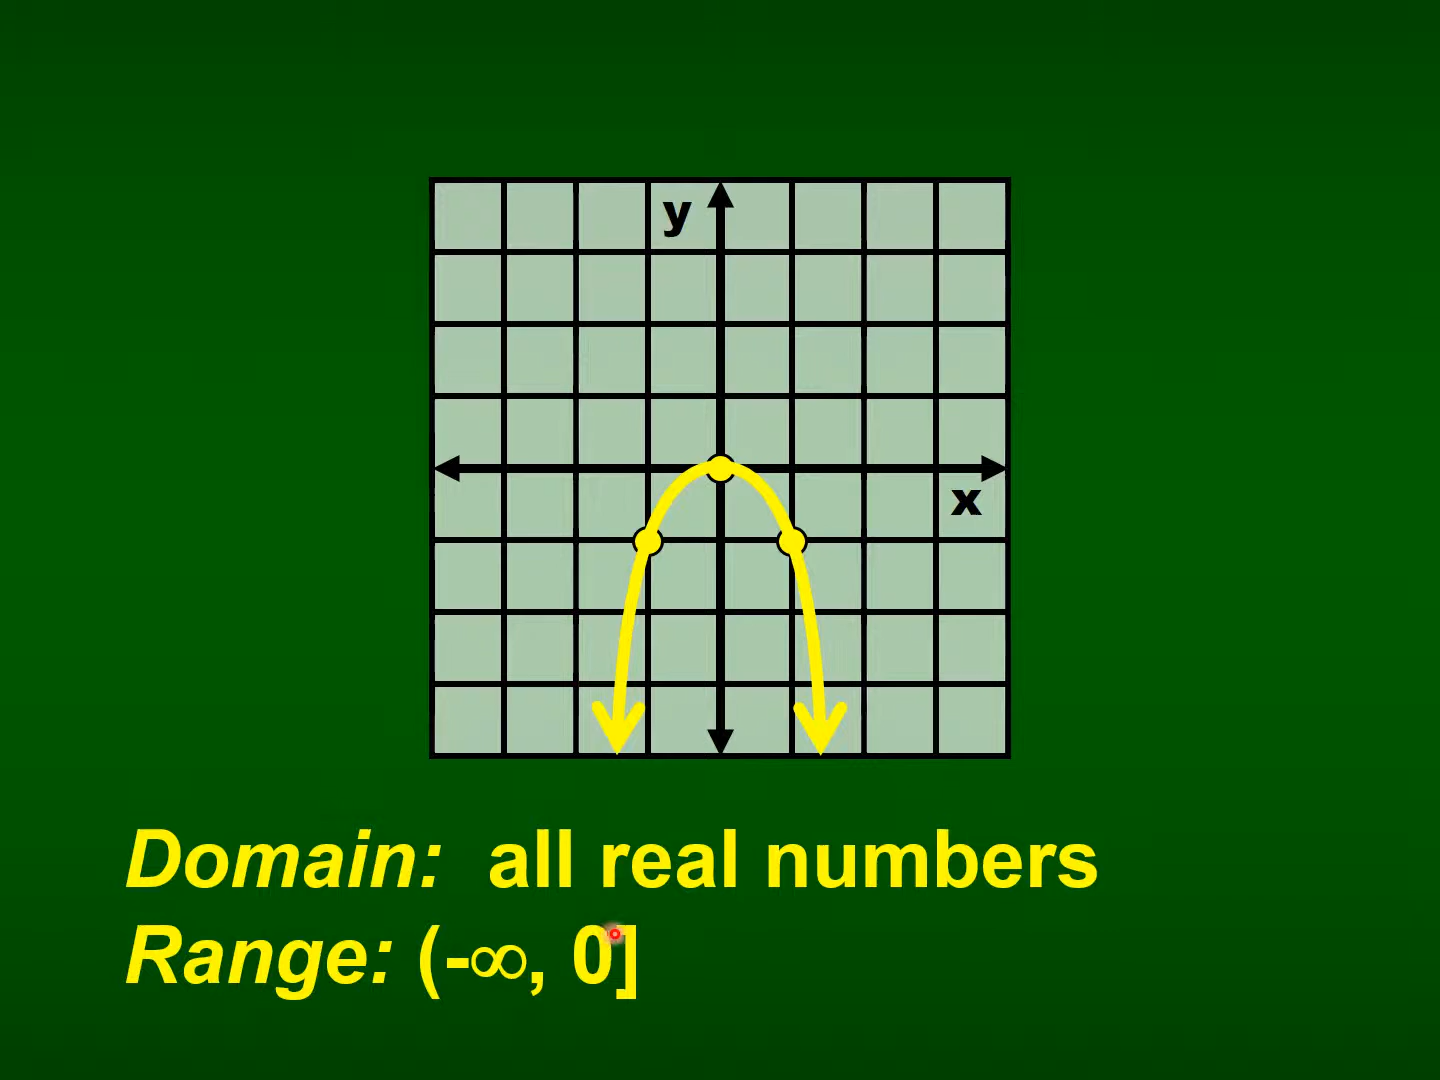 y
x
Domain: all real numbers
Range: (-∞, 0]